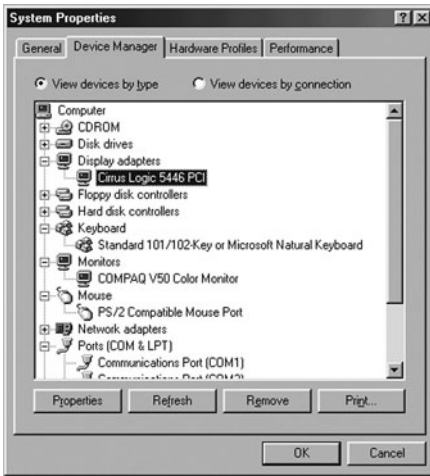 System Properties
General Device Manager Hardware Profiles Performance
View devices by type View devices by connection
Computer
CDROM
Disk drives
Display adapters
Cirrus Logic 5446 PCI
Floppy disk controllers
Hard disk controllers
Keyboard
Standard 101/102-Key or Microsoft Natural Keyboard
Monitors
COMPAQ V50 Color Monitor
Mouse
PS/2 Compatible Mouse Port
Network adapters
Ports (COM & LPT)
Communications Port (COM1)
Communications Port (COM2)
Properties Refresh Remove Print...
OK Cancel